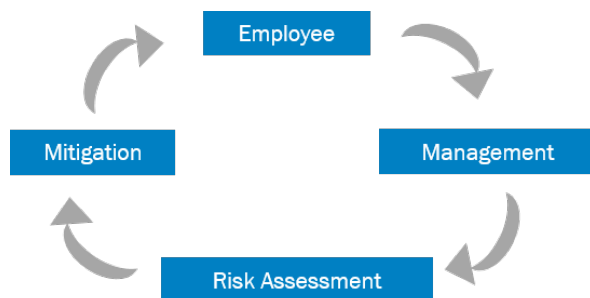 Employee
Management
Risk Assessment
Mitigation